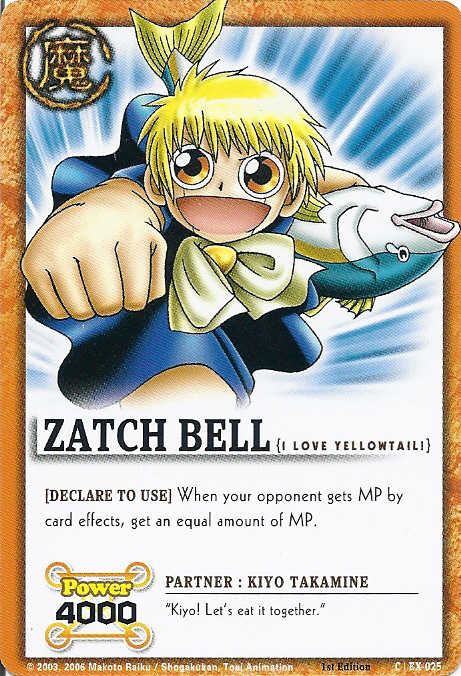 魔
ZATCH BELL {I LOVE YELLOWTAIL!}
[DECLARE TO USE] When your opponent gets MP by
card effects, get an equal amount of MP.
Power
4000
PARTNER : KIYO TAKAMINE
"Kiyo! Let's eat it together."
© 2003, 2006 Makoto Raiku / Shogakukan, Toei Animation 1st Edition C | EX-025